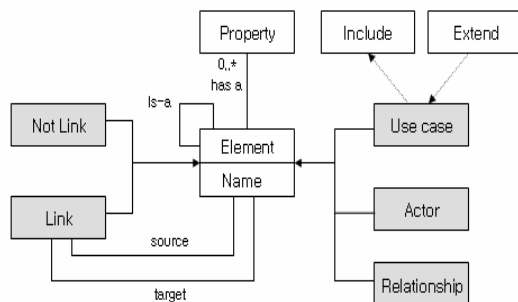 Property
Include
Extend
0..*
has a
Is-a
Not Link
Element
Use case
Name
Link
Actor
source
target
Relationship